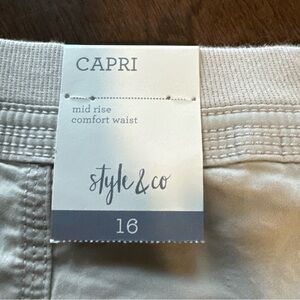 CAPRI
mid rise
comfort waist
style & co
16